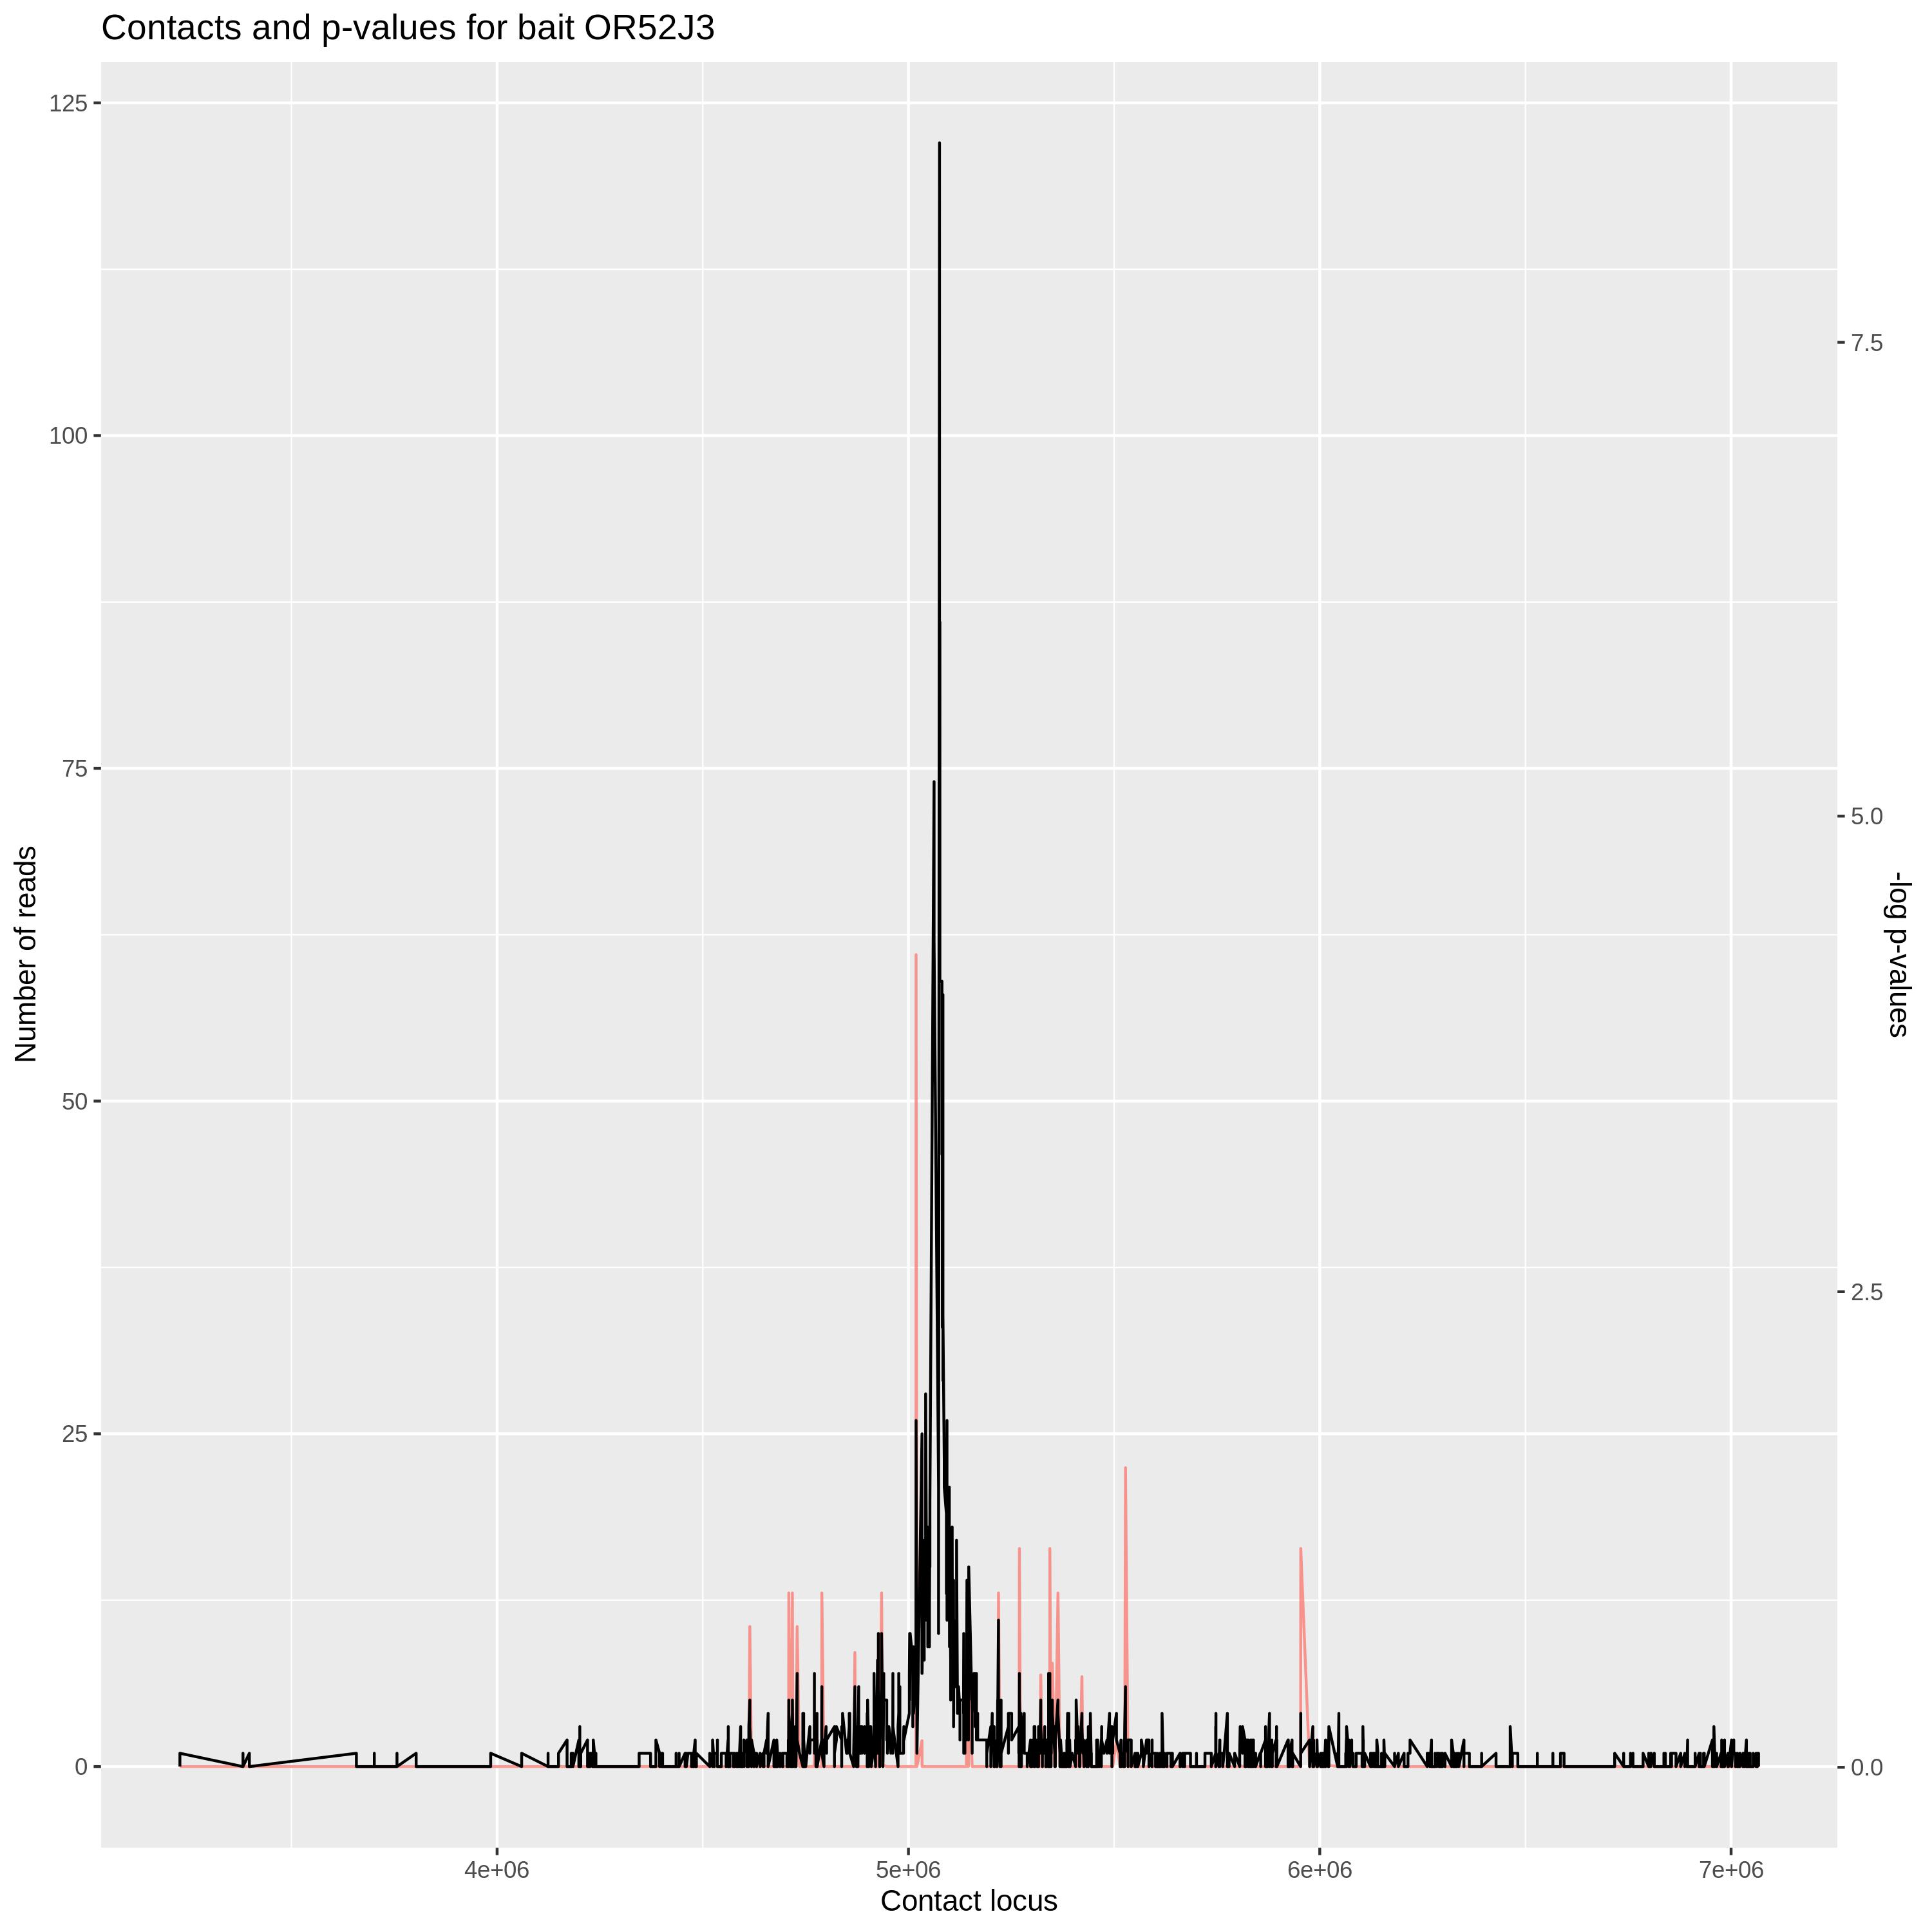 Contacts and p-values for bait OR52J3
125
100
75
50
25
0
Number of reads
7.5
5.0
2.5
0.0
-log p-values
4e+06 5e+06 6e+06 7e+06
Contact locus